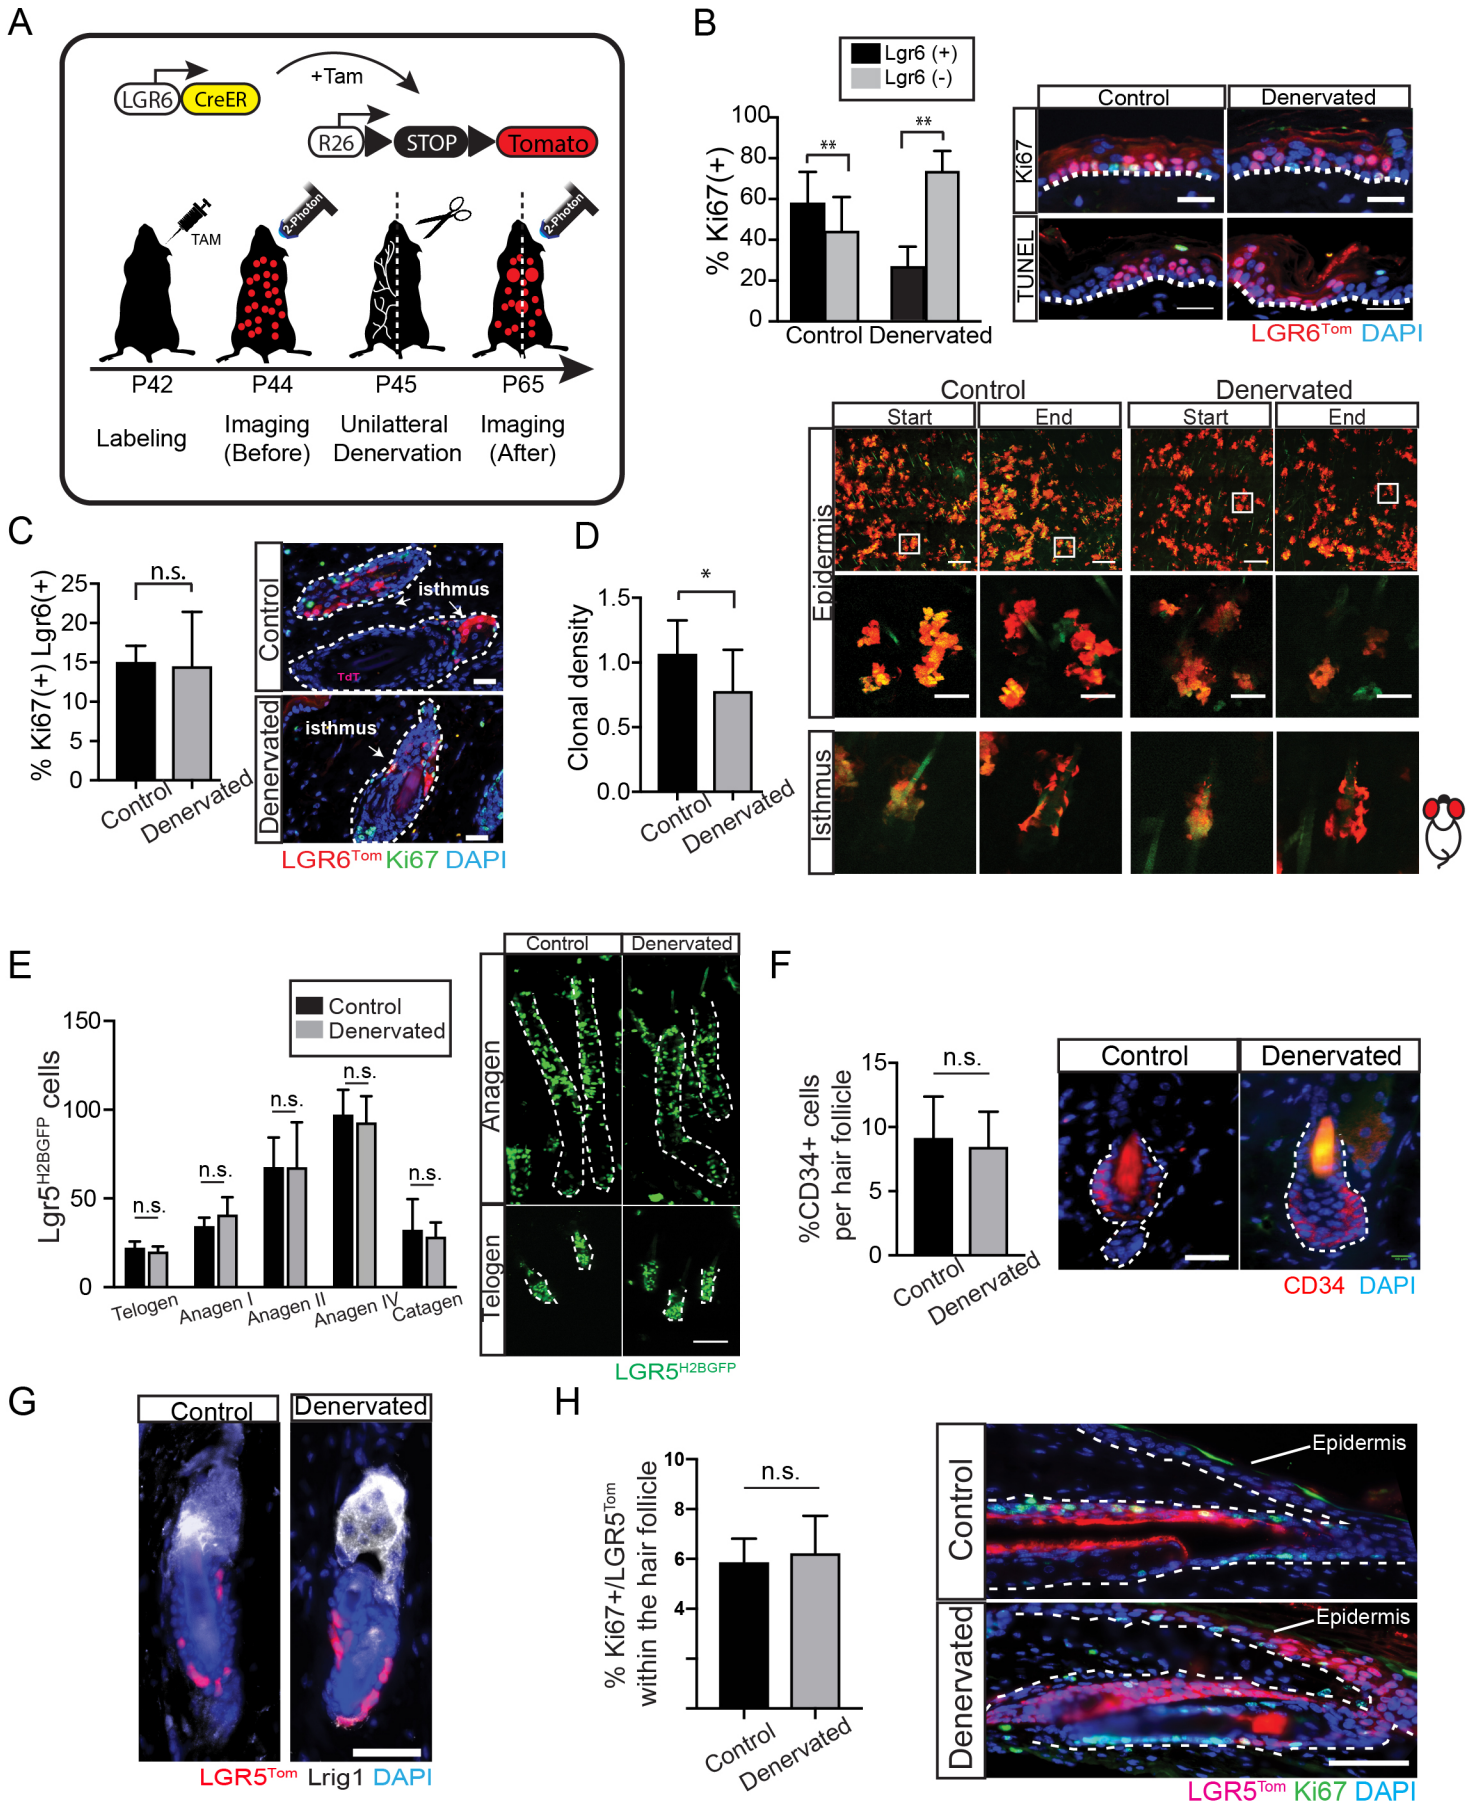 A
LGR6 CreER
+Tam
R26 STOP Tomato
TAM
2-Photon
2-Photon
P42 P44 P45 P65
Labeling
Imaging
(Before)
Unilatteral
Denervation
Imaging
(After)
B
Lgr6 (+)
Lgr6 (-)
% Ki67(+)
100
80
60
40
20
0
**
**
Control Denervated
Control Denervated
Ki67
TUNEL
LGR6Tom DAPI
C
% Ki67(+) Lgr6(+)
25
20
15
10
5
0
n.s.
Control
Denervated
Control
Denervated
isthmus
TdT
isthmus
LGR6Tom Ki67 DAPI
D
Clonal density
1.5
1.0
0.5
0.0
*
Control
Denervated
Control Denervated
Start End Start End
Epidermis
Isthmus
E
Control
Denervated
Lgr5H2BGFP cells
150
100
50
0
n.s.
n.s.
n.s.
n.s.
n.s.
Telogen
Anagen I
Anagen II
Anagen IV
Catagen
Control Denervated
Anagen
Telogen
LGR5H2BGFP
F
%CD34+ cells
per hair follicle
15
10
5
0
n.s.
Control
Denervated
Control Denervated
CD34 DAPI
G
Control Denervated
LGR5Tom Lrig1 DAPI
H
% Ki67+/LGR5Tom
within the hair follicle
10
8
6
4
n.s.
Control
Denervated
Control
Denervated
Epidermis
Epidermis
LGR5Tom Ki67 DAPI